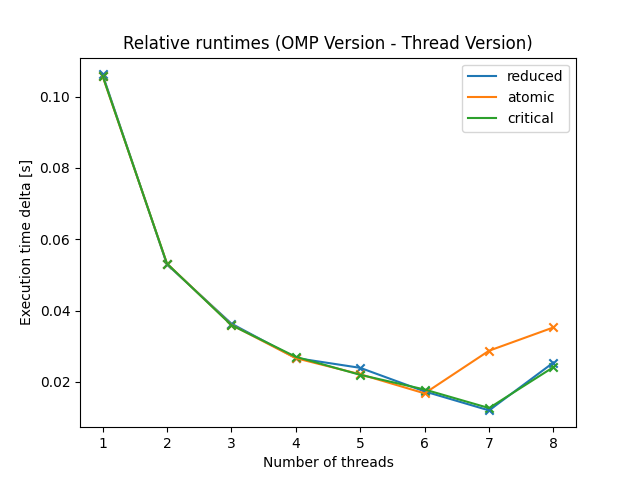 Relative runtimes (OMP Version - Thread Version)
reduced
atomic
critical
Execution time delta [s]
0.10
0.08
0.06
0.04
0.02
1 2 3 4 5 6 7 8
Number of threads